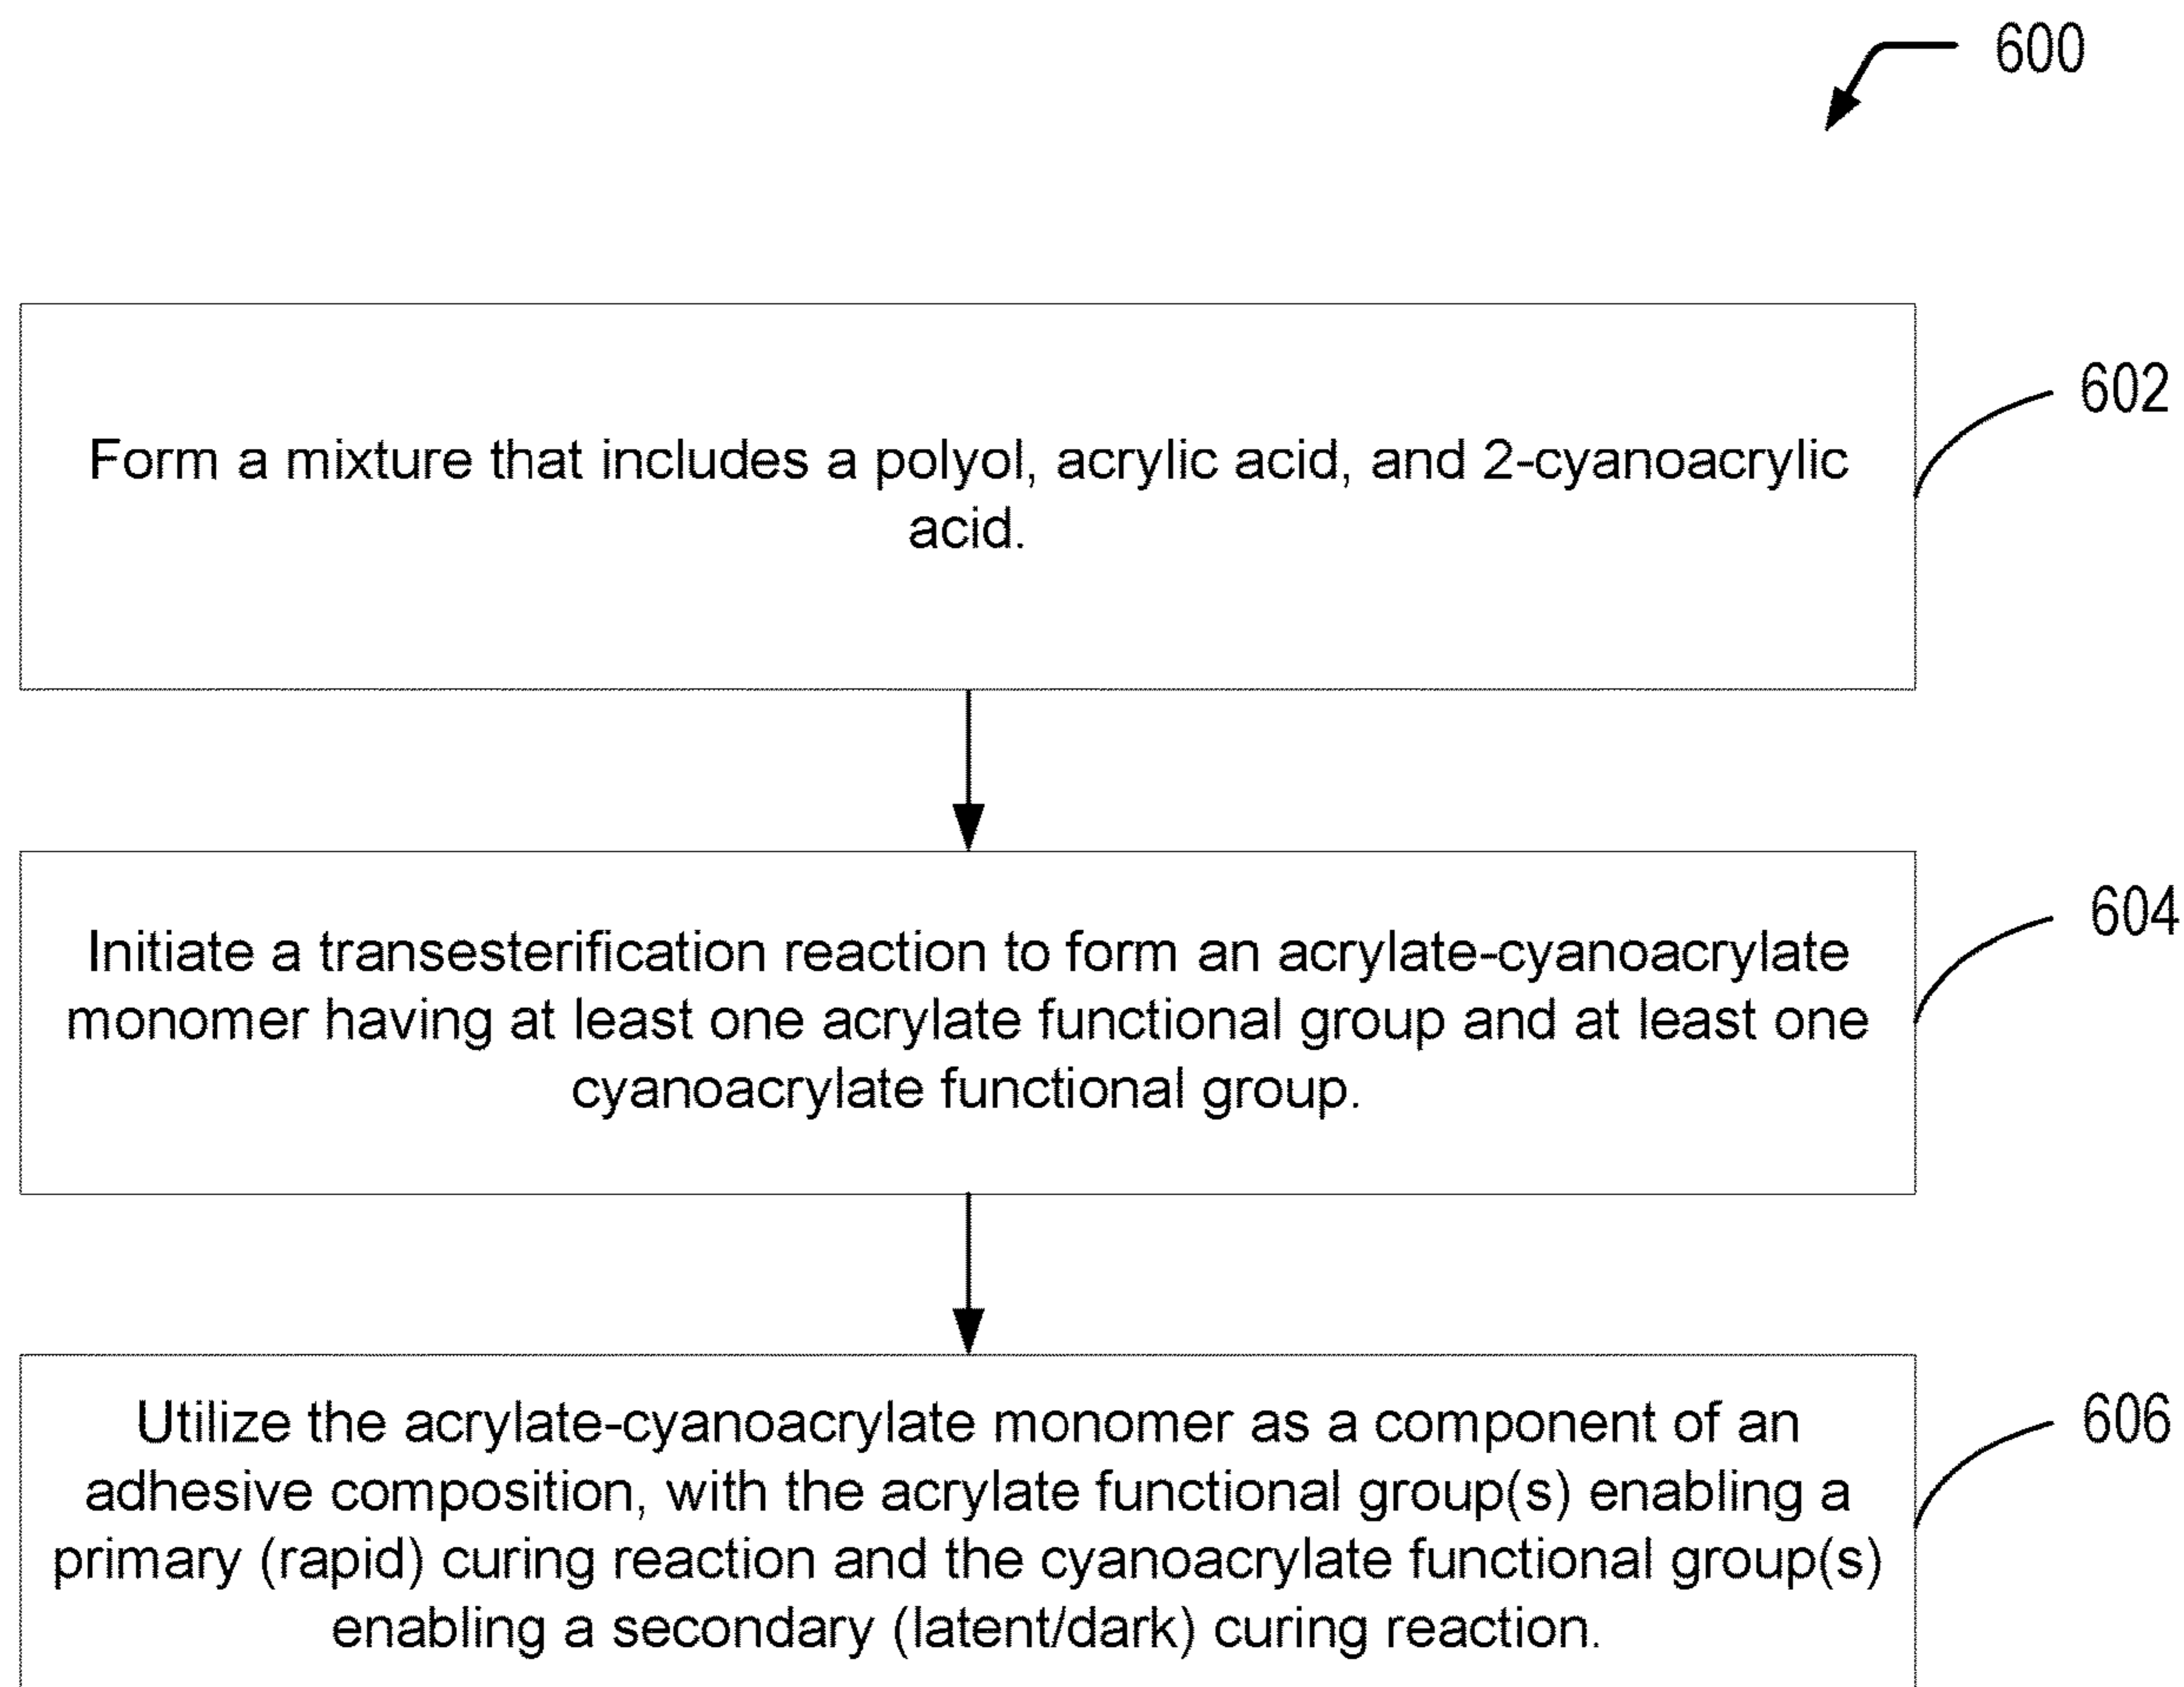 600
Form a mixture that includes a polyol, acrylic acid, and 2-cyanoacrylic
acid.
602
Initiate a transesterification reaction to form an acrylate-cyanoacrylate
monomer having at least one acrylate functional group and at least one
cyanoacrylate functional group.
604
Utilize the acrylate-cyanoacrylate monomer as a component of an
adhesive composition, with the acrylate functional group(s) enabling a
primary (rapid) curing reaction and the cyanoacrylate functional group(s)
enabling a secondary (latent/dark) curing reaction.
606